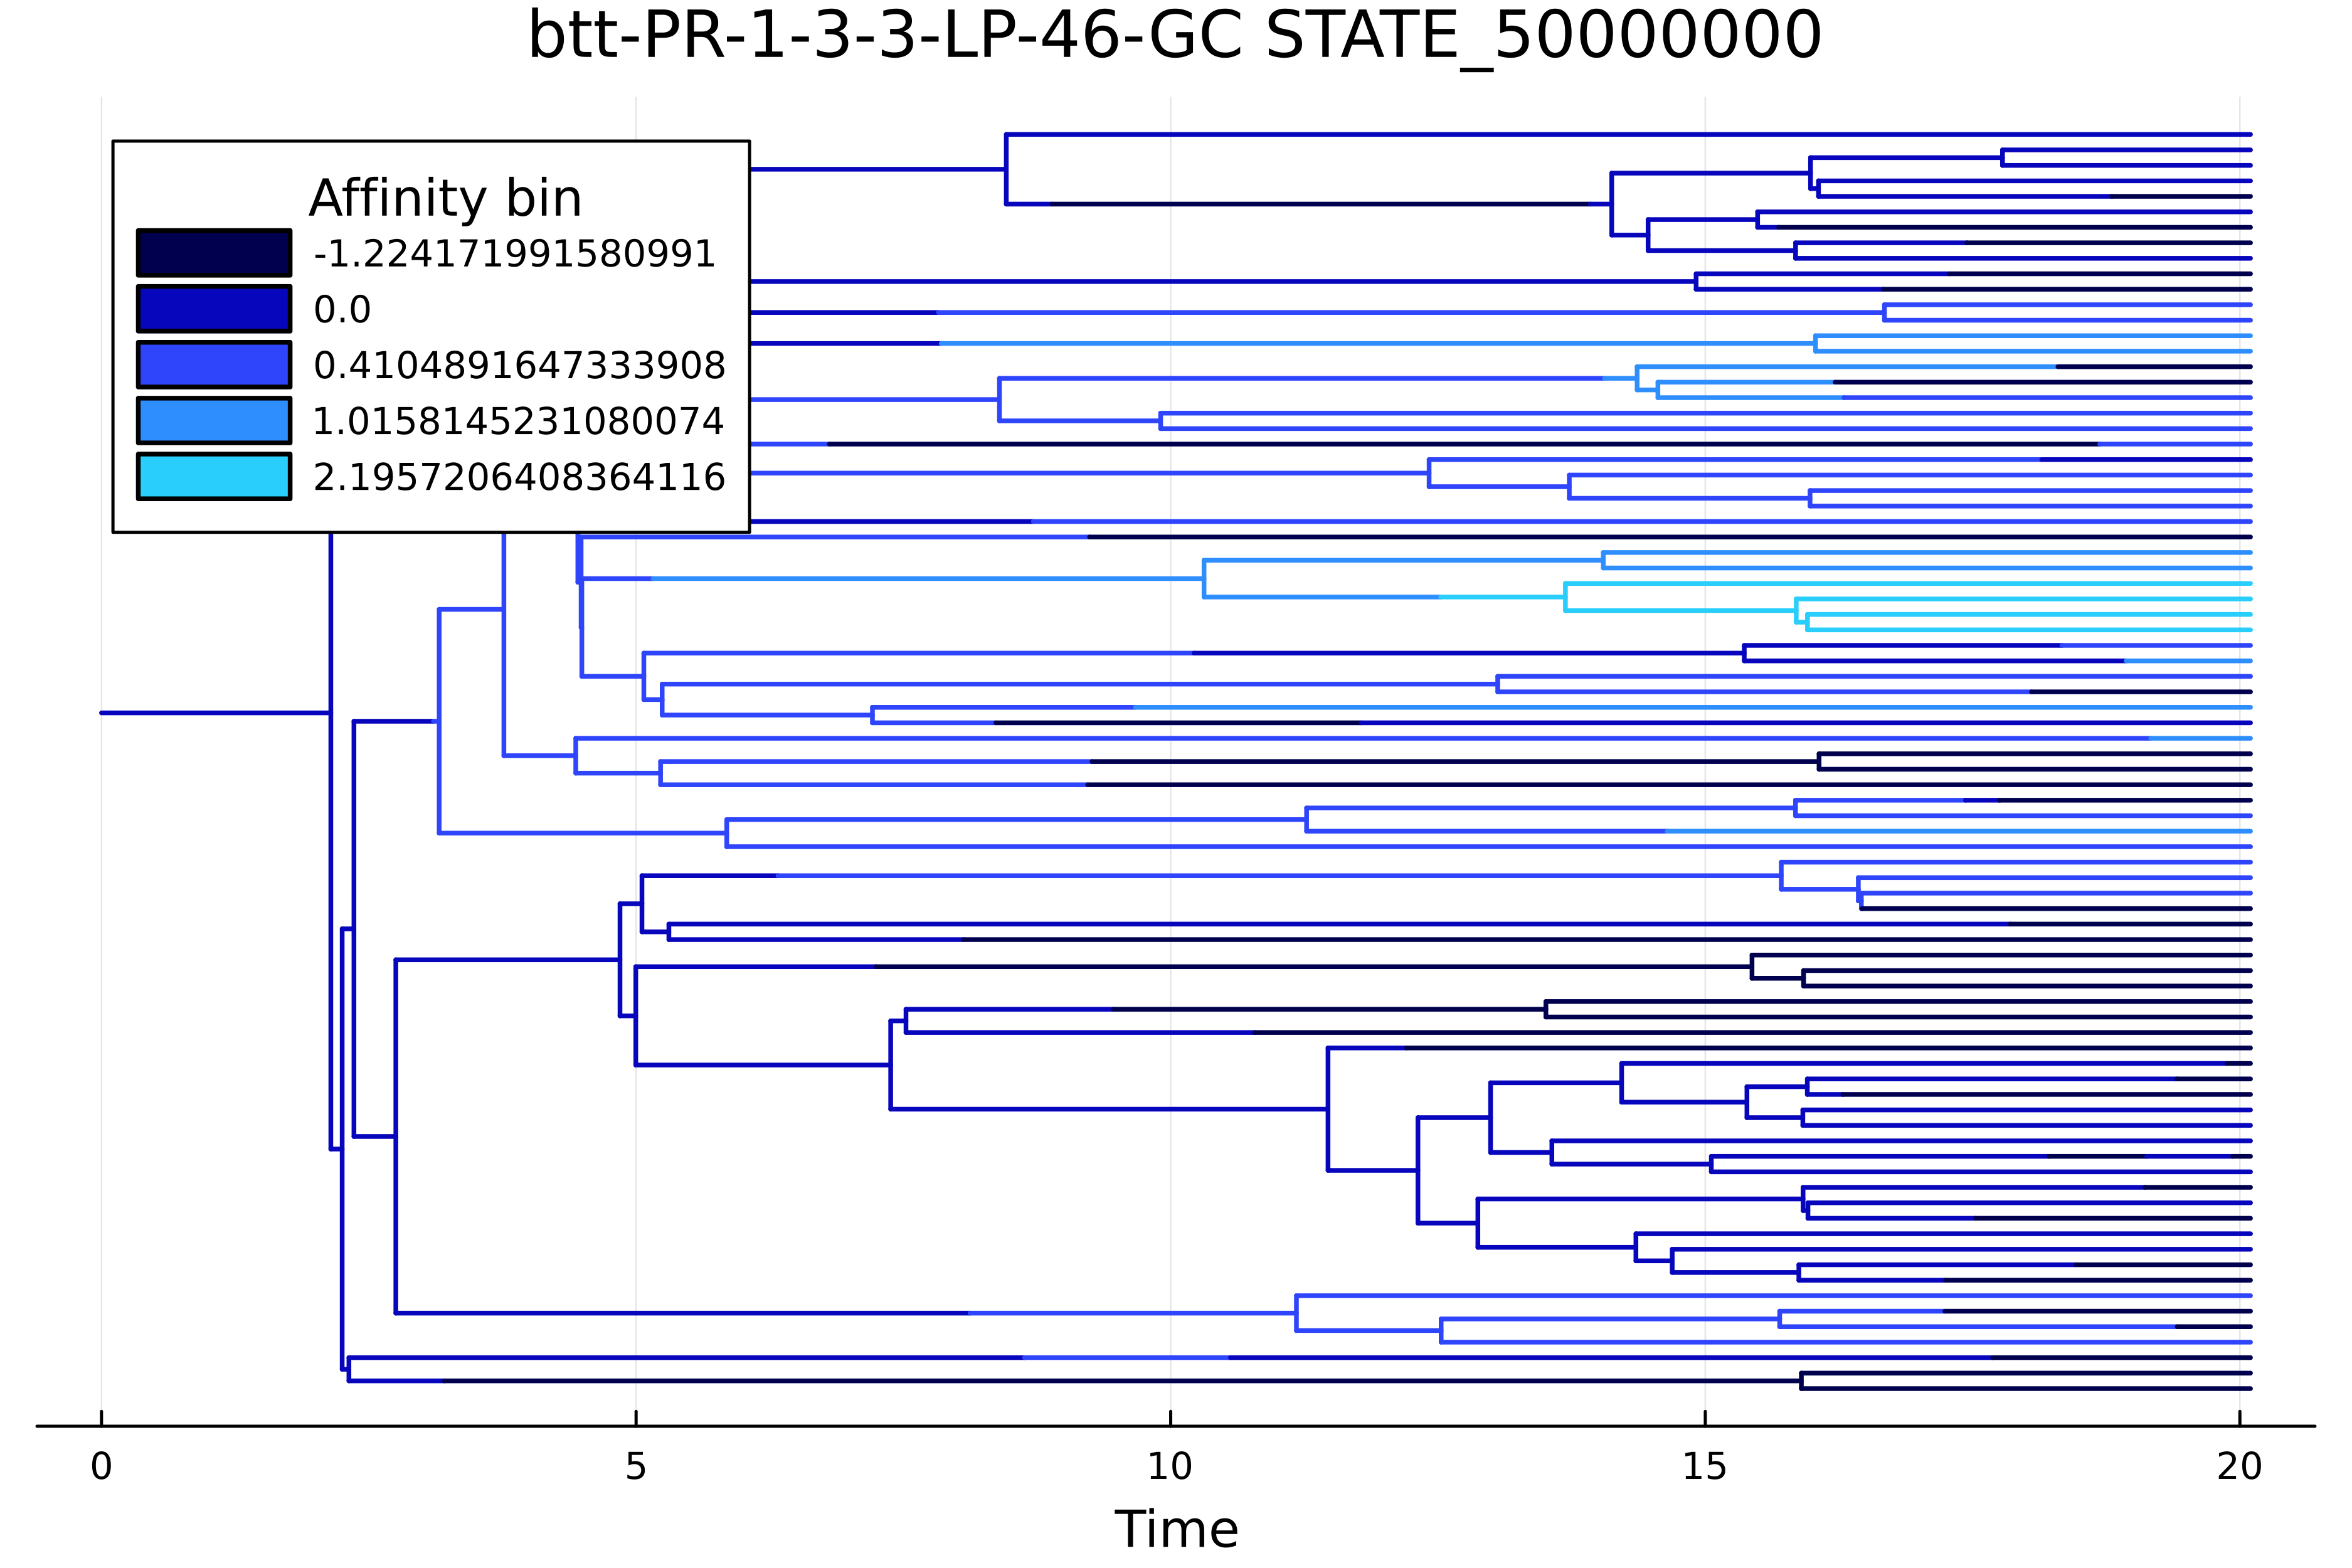 btt-PR-1-3-3-LP-46-GC STATE_50000000
Affinity bin
-1.224171991580991
0.0
0.4104891647333908
1.0158145231080074
2.1957206408364116
0 5 10 15 20
Time